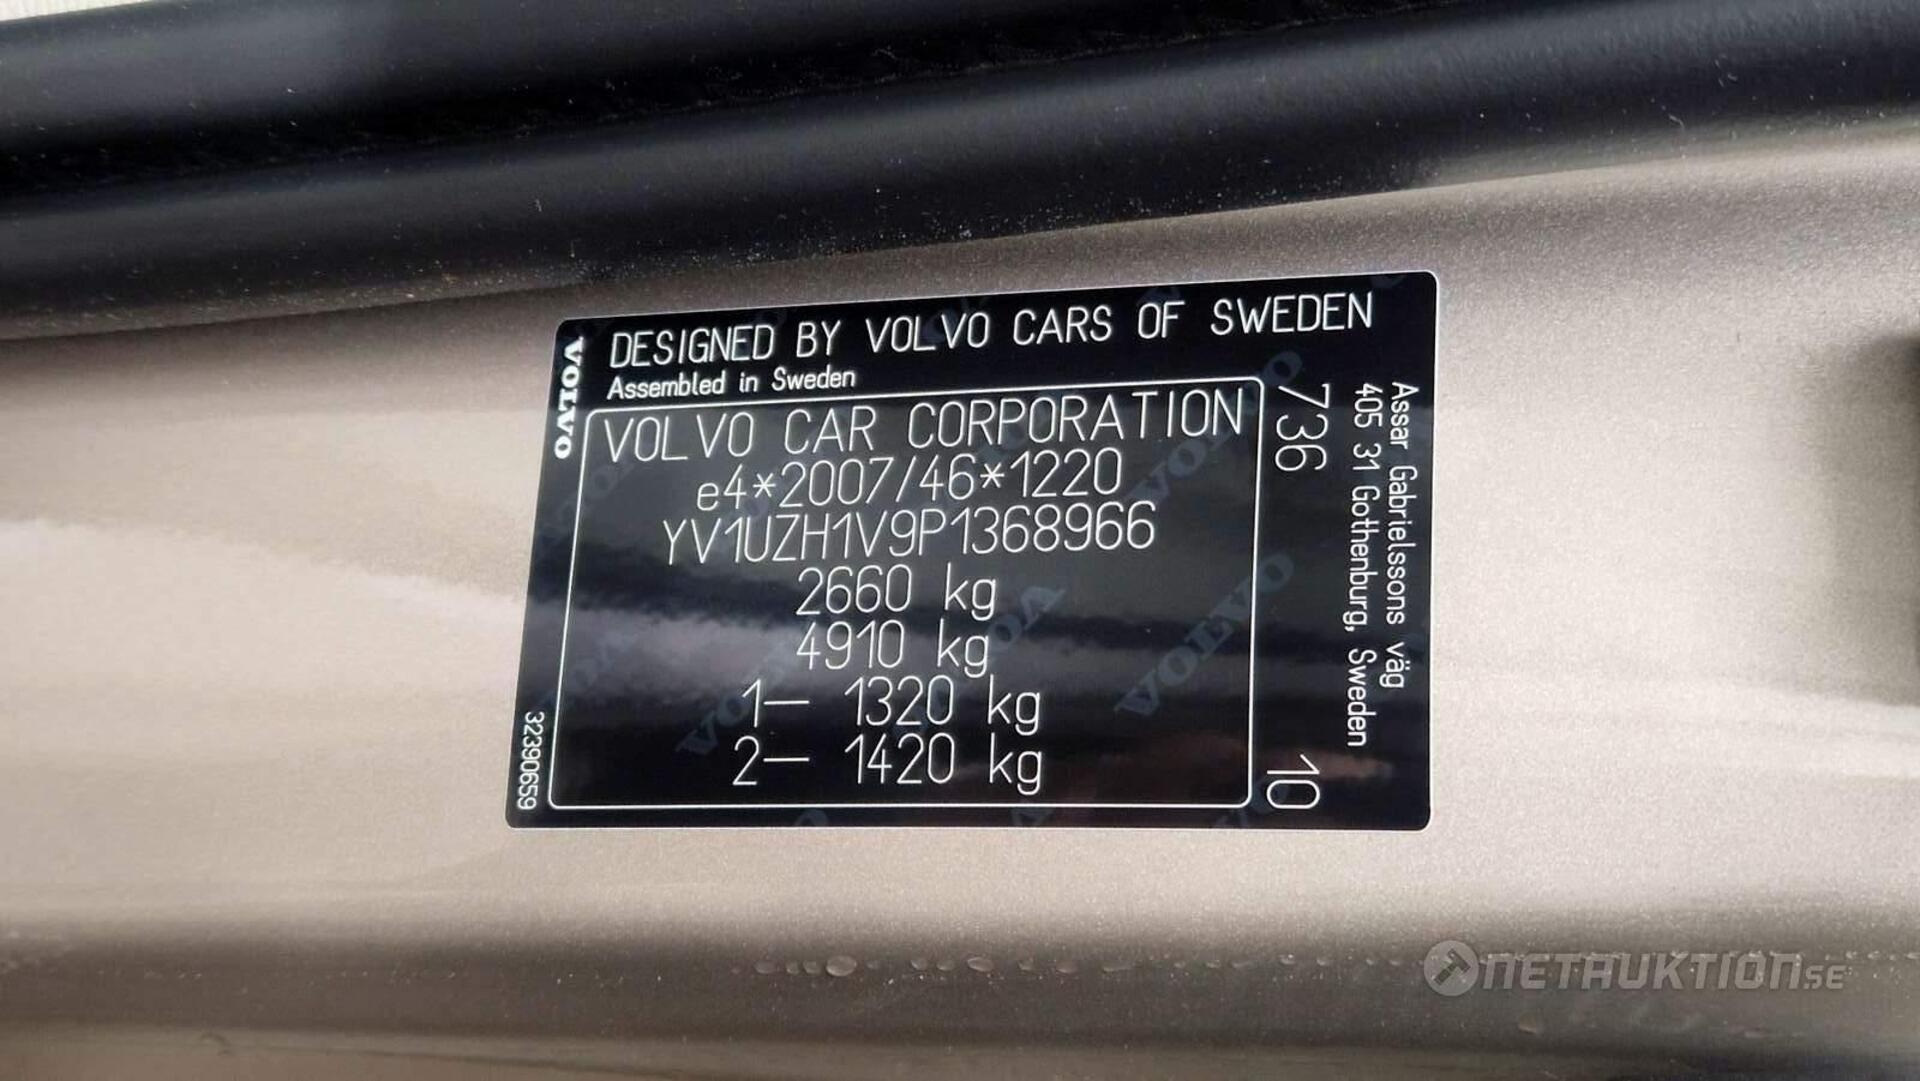 DESIGNED BY VOLVO CARS OF SWEDEN
Assembled in Sweden
VOLVO
VOLVO CAR CORPORATION
e4*2007/46*1220
YV1UZH1V9P1368966
2660 kg
4910 kg
1– 1320 kg
2– 1420 kg
32390659
736
10
Assar Gabrielssons väg
405 31 Gothenburg, Sweden
NETAUKTION.SE